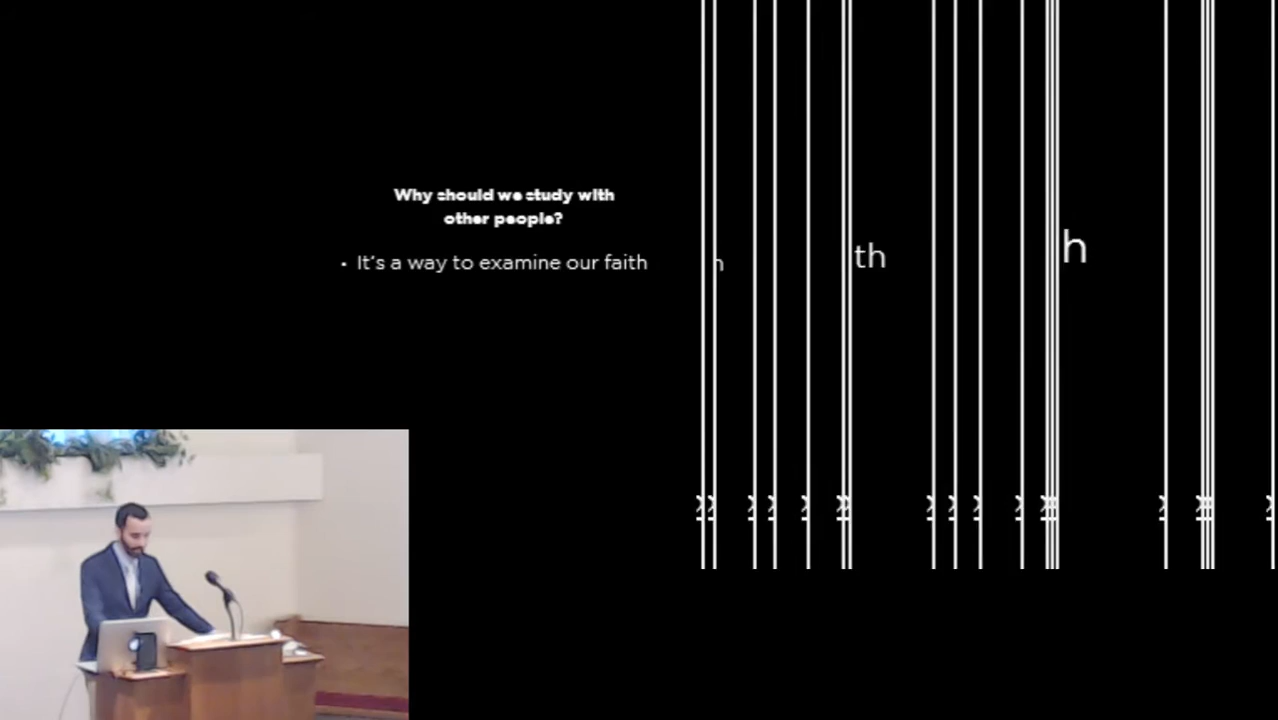 Why should we study with
other people?
• It's a way to examine our faith
h
th
h